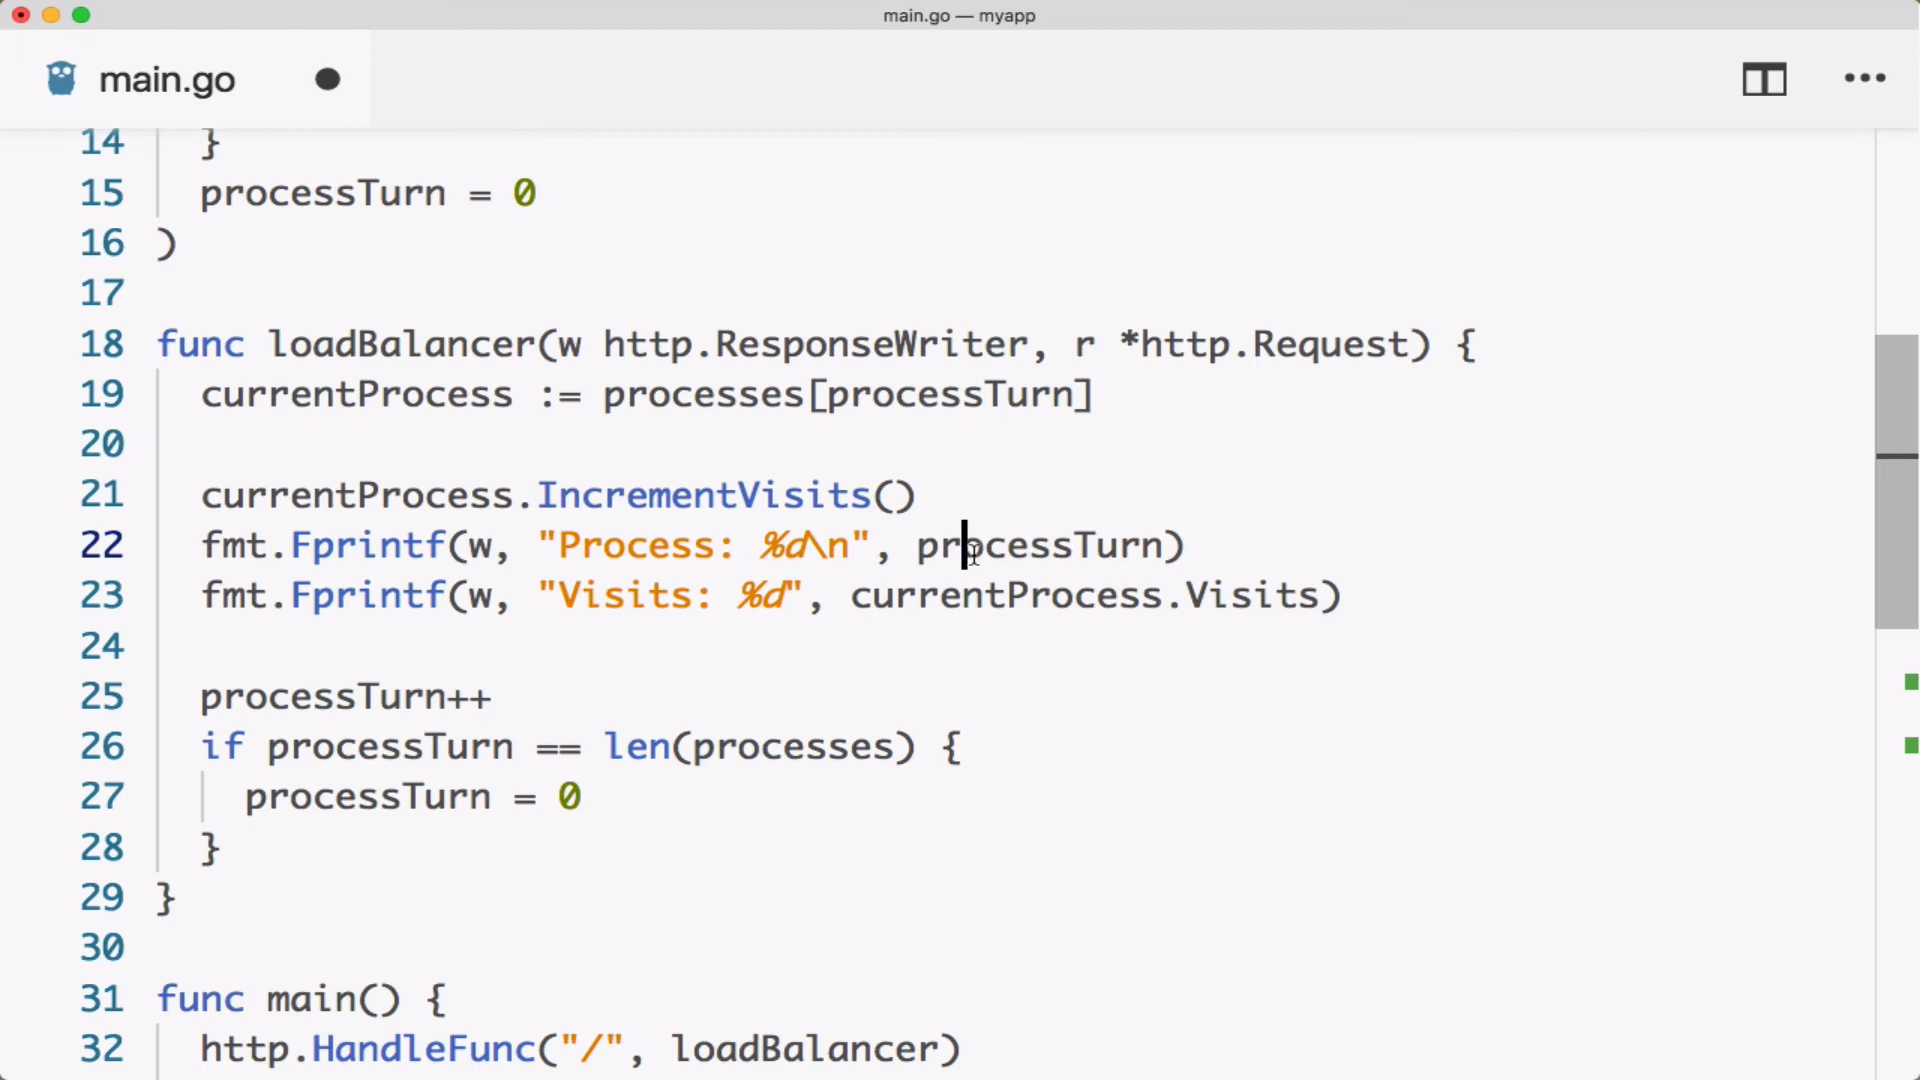 main.go — myapp
main.go
14 }
15 processTurn = 0
16 )
17
18 func loadBalancer(w http.ResponseWriter, r *http.Request) {
19 currentProcess := processes[processTurn]
20
21 currentProcess.IncrementVisits()
22 fmt.Fprintf(w, "Process: %d\n", processTurn)
23 fmt.Fprintf(w, "Visits: %d", currentProcess.Visits)
24
25 processTurn++
26 if processTurn == len(processes) {
27 processTurn = 0
28 }
29 }
30
31 func main() {
32 http.HandleFunc("/", loadBalancer)